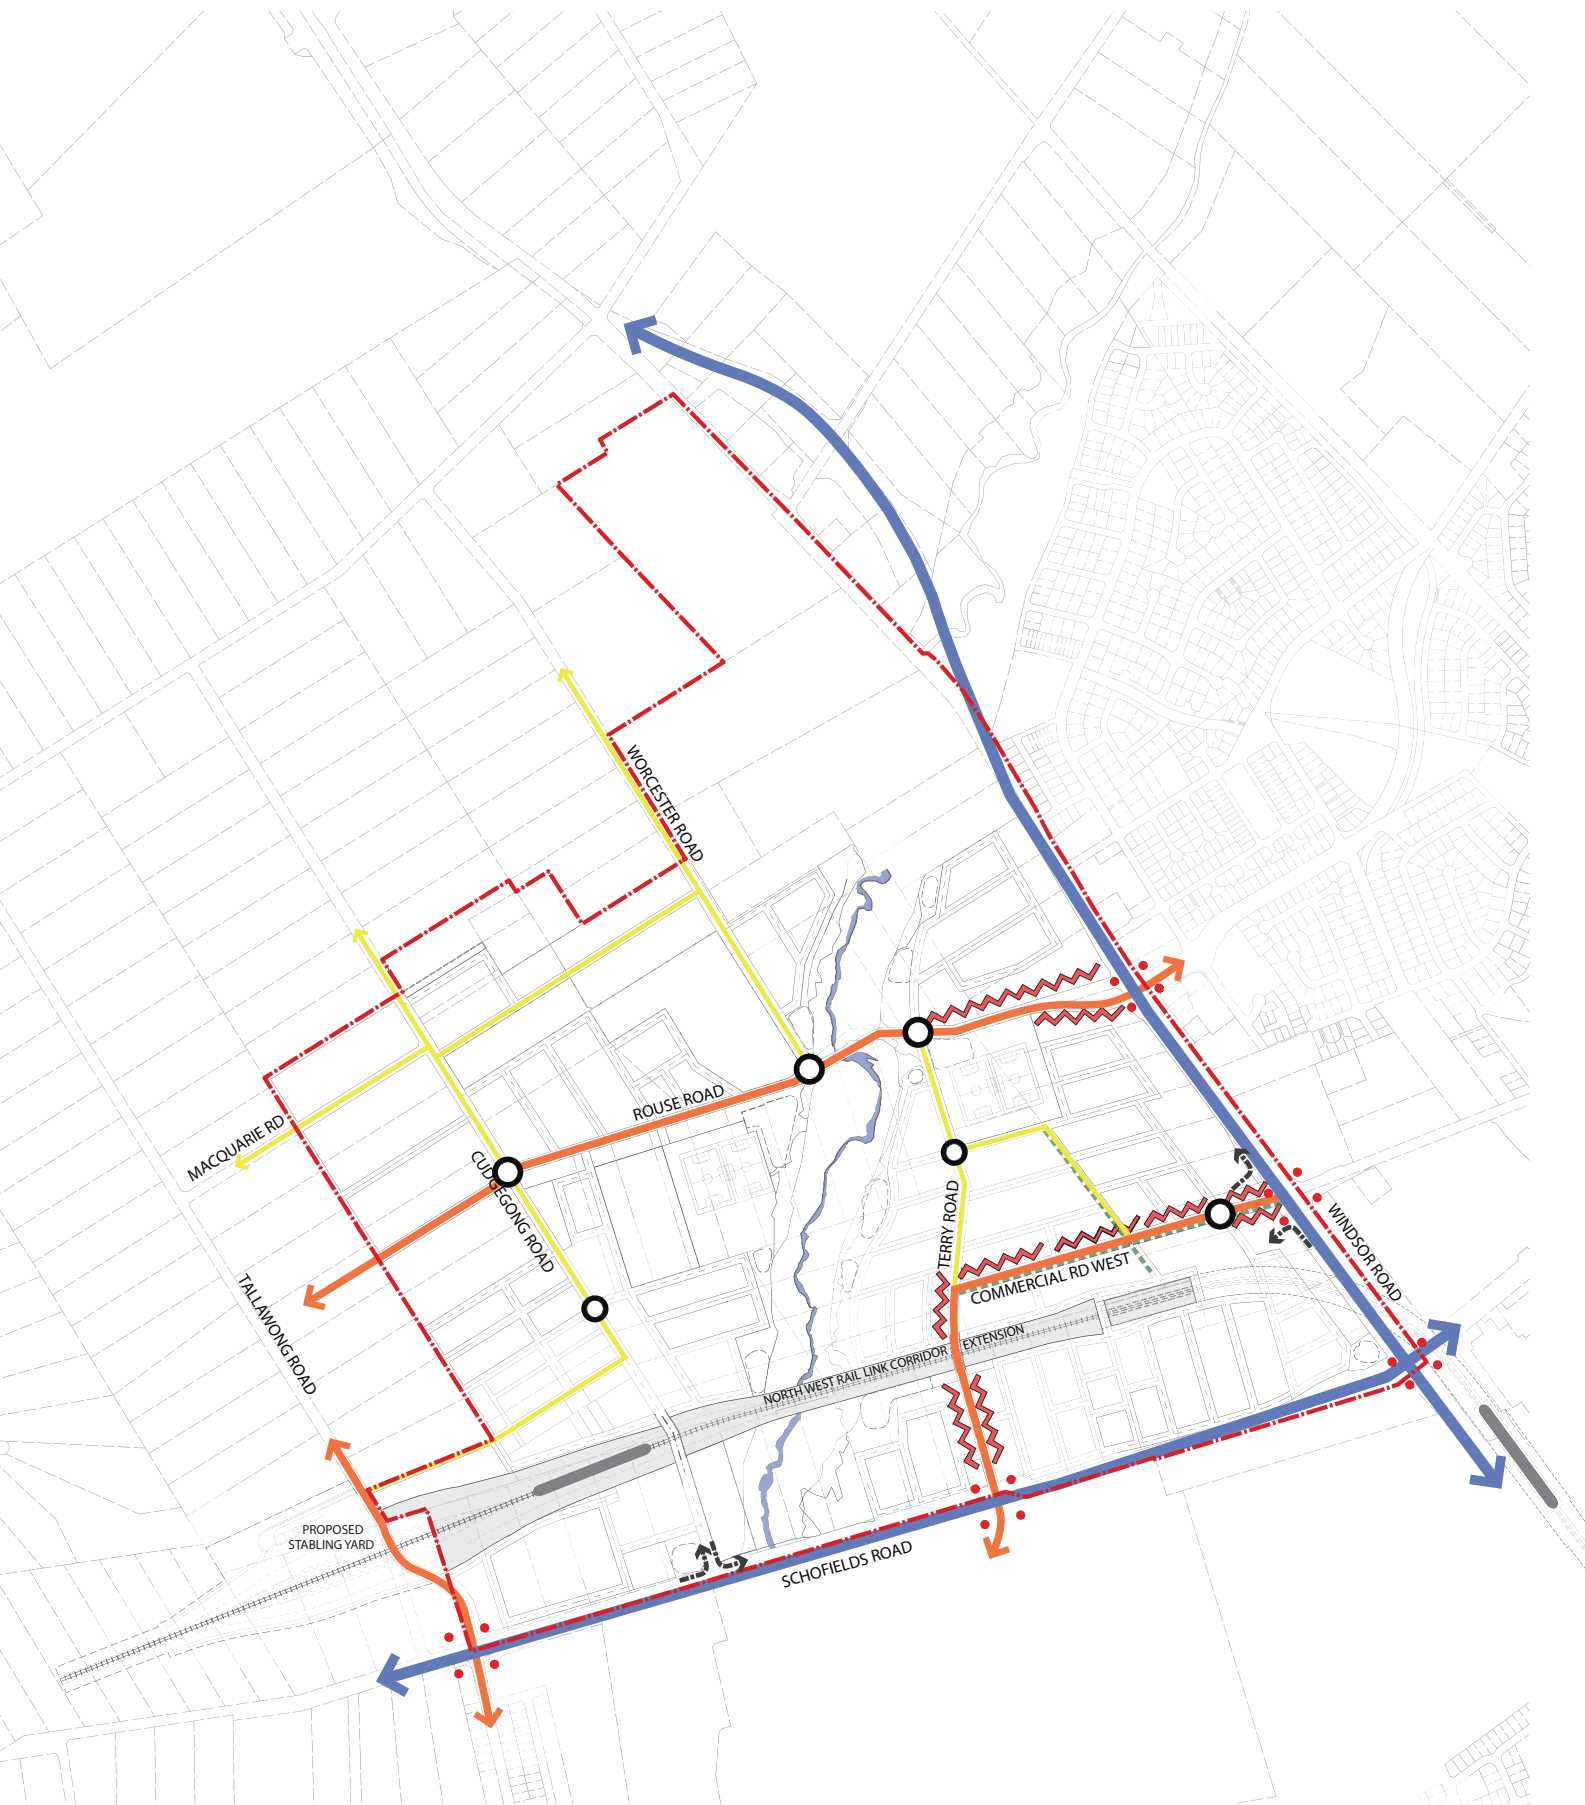 WORCESTER ROAD
ROUSE ROAD
MACQUARIE RD
CUDGEGONG ROAD
TERRY ROAD
WINDSOR ROAD
COMMERCIAL RD WEST
TALLAWONG ROAD
NORTH WEST RAIL LINK CORRIDOR EXTENSION
PROPOSED
STABLING YARD
SCHOFIELDS ROAD